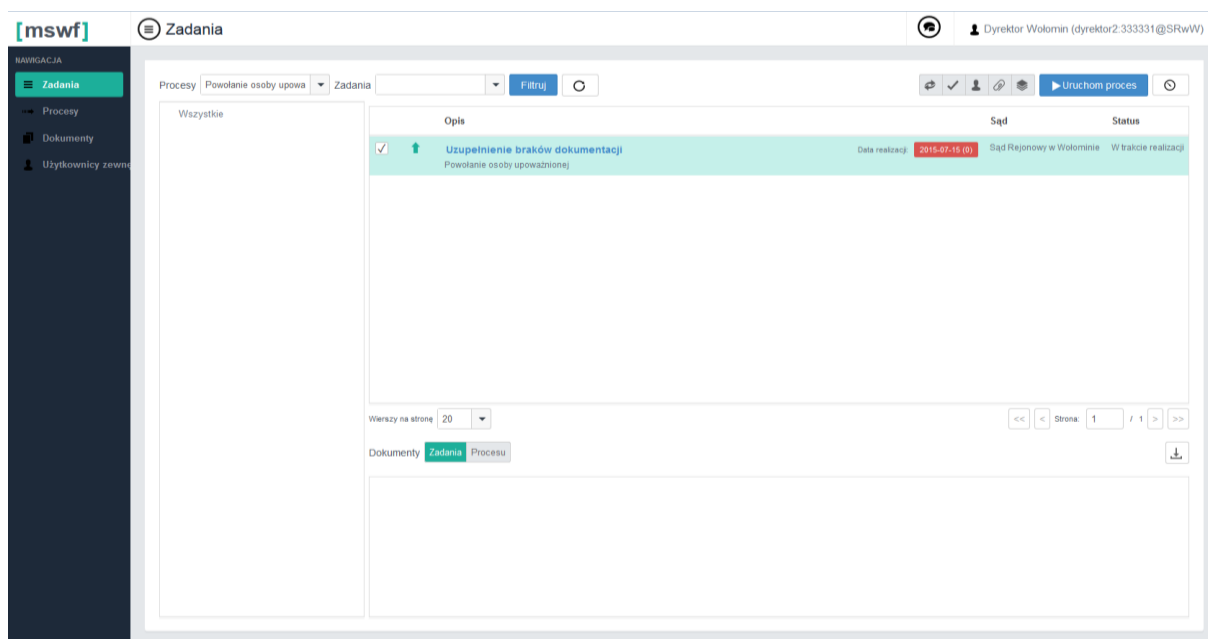 [mswf]
Zadania
Dyrektor Wołomin (dyrektor2:333331@SRwW)
NAWIGACJA
Zadania
Procesy
Dokumenty
Użytkownicy zewnę
Procesy Powołanie osoby upowa Zadania Filtruj Uruchom proces
Wszystkie
Opis Sąd Status
Uzupełnienie braków dokumentacji Data realizacji: 2015-07-15 (0) Sąd Rejonowy w Wołominie W trakcie realizacji
Powołanie osoby upoważnionej
Wierszy na stronę 20 << < Strona: 1 / 1 > >>
Dokumenty Zadania Procesu